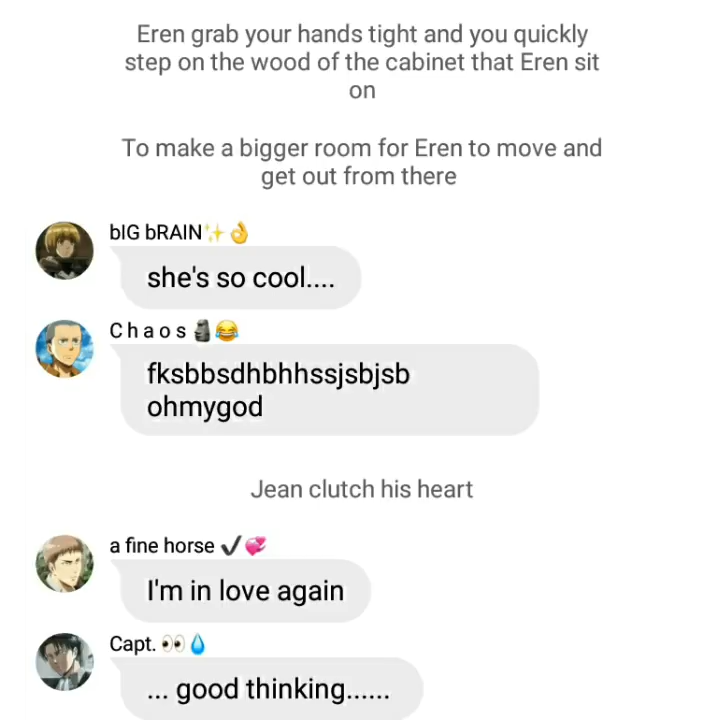 Eren grab your hands tight and you quickly
step on the wood of the cabinet that Eren sit
on
To make a bigger room for Eren to move and
get out from there
bIG bRAIN✨👌
she's so cool....
C h a o s 🗿😂
fksbbsdhbhhssjsbjsb
ohmygod
Jean clutch his heart
a fine horse ✔💞
I'm in love again
Capt. 👀💧
... good thinking......